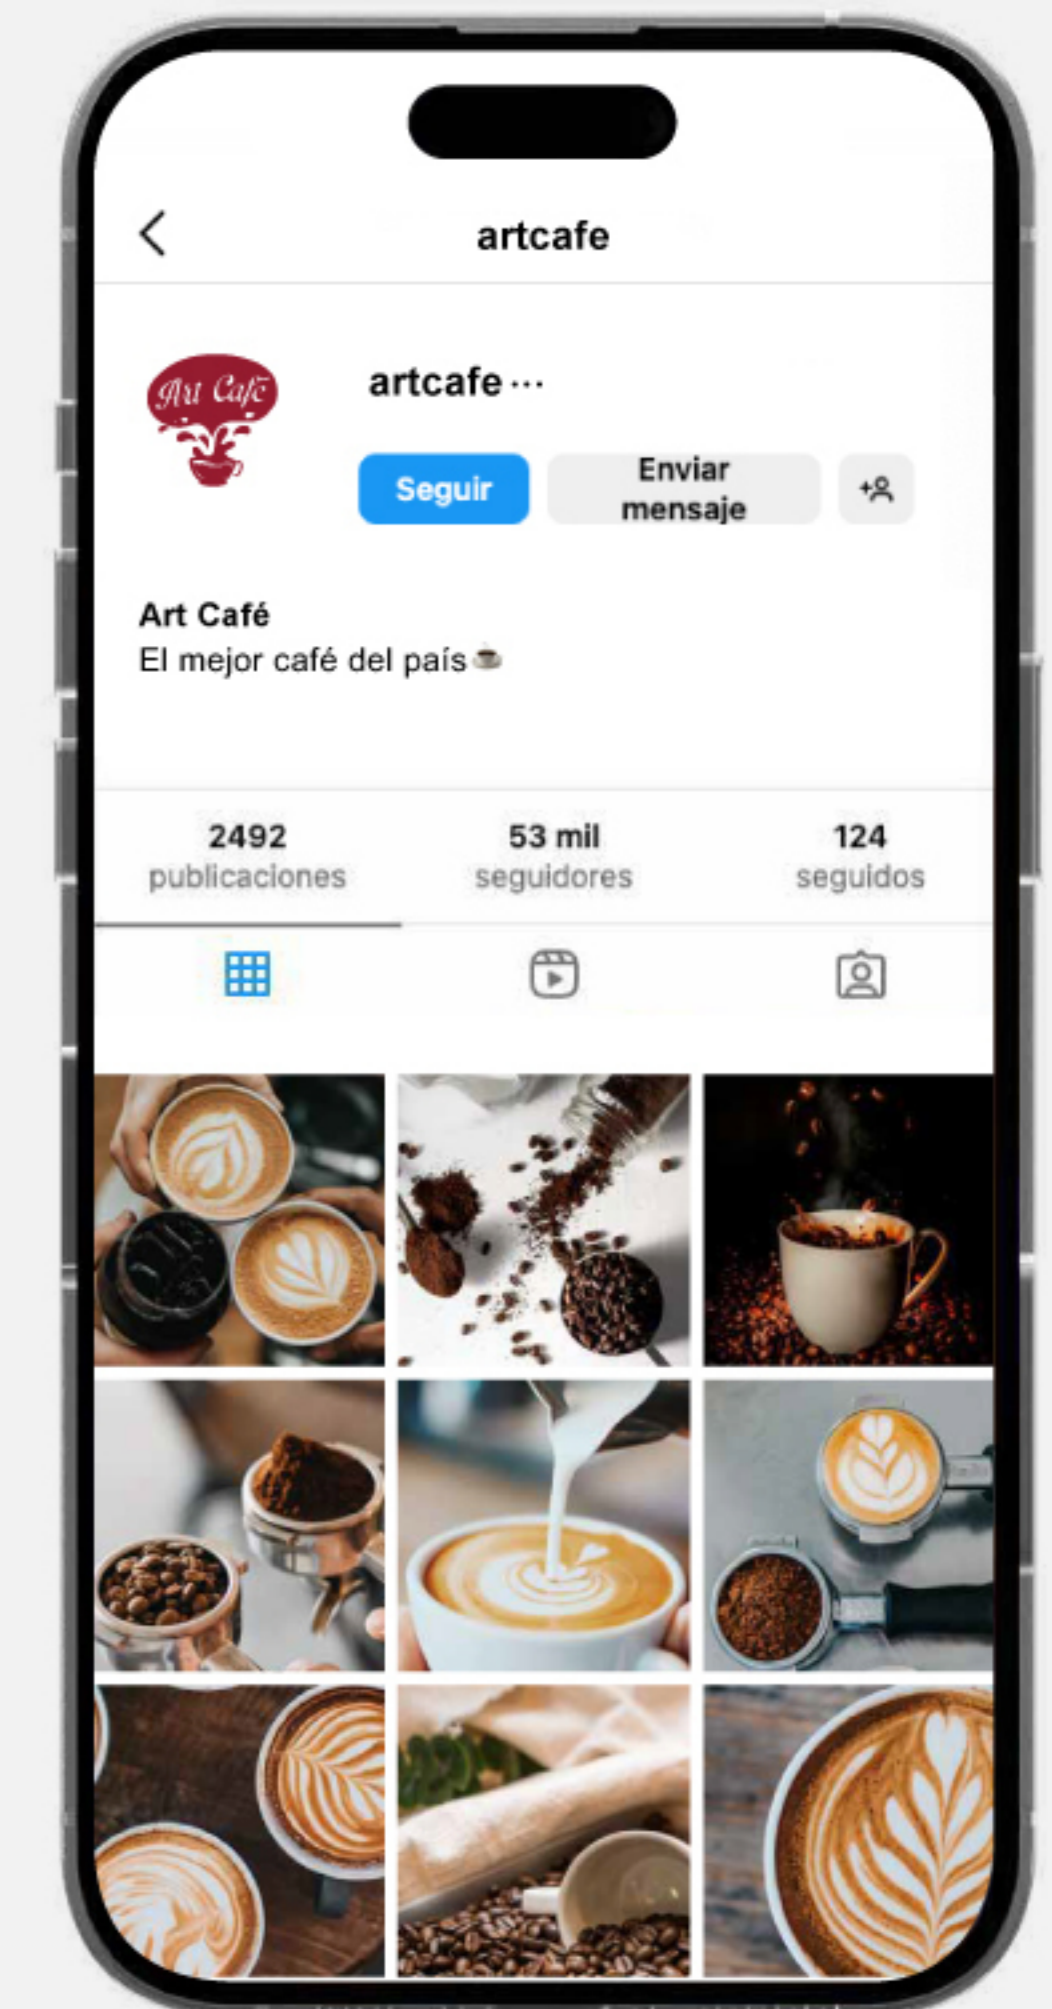 artcafe
Art Café
artcafe ...
Seguir
Enviar
mensaje
Art Café
El mejor café del país
2492
publicaciones
53 mil
seguidores
124
seguidos